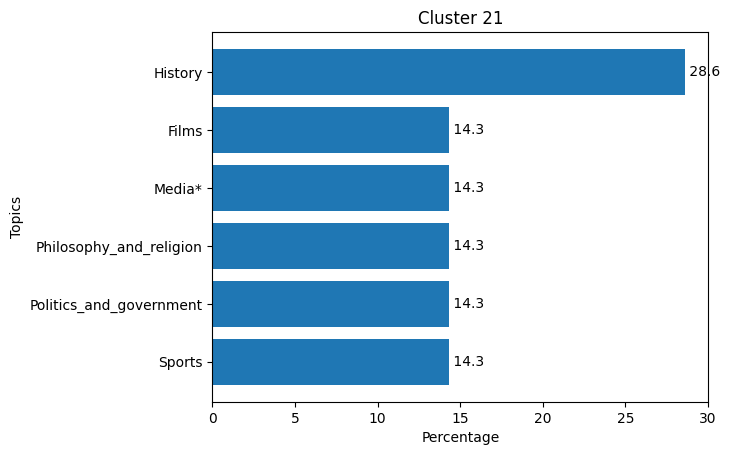 Cluster 21
History 28.6
Films 14.3
Media* 14.3
Philosophy_and_religion 14.3
Politics_and_government 14.3
Sports 14.3
Topics
0 5 10 15 20 25 30
Percentage